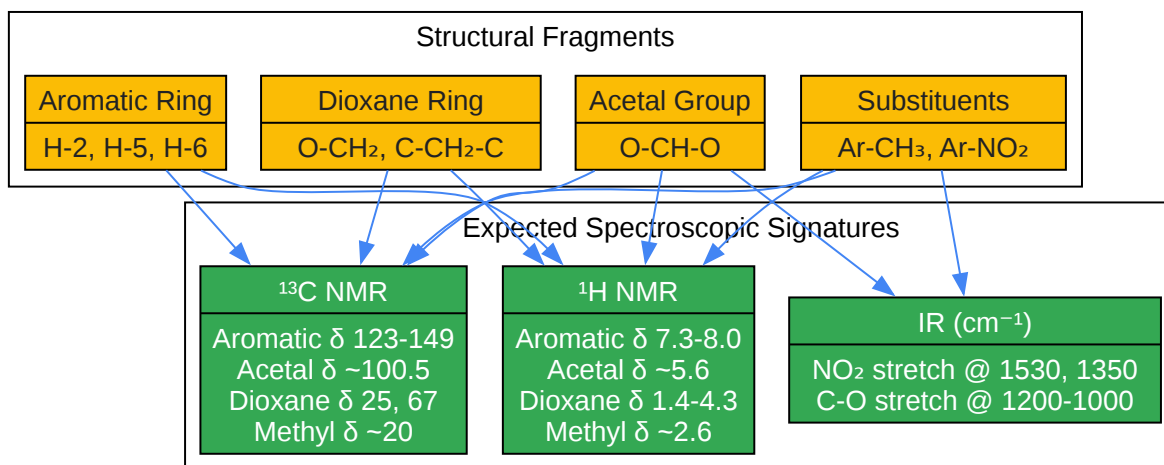 Structural Fragments
Aromatic Ring
H-2, H-5, H-6
Dioxane Ring
O-CH₂, C-CH₂-C
Acetal Group
O-CH-O
Substituents
Ar-CH₃, Ar-NO₂
Expected Spectroscopic Signatures
¹³C NMR
Aromatic δ 123-149
Acetal δ ~100.5
Dioxane δ 25, 67
Methyl δ ~20
¹H NMR
Aromatic δ 7.3-8.0
Acetal δ ~5.6
Dioxane δ 1.4-4.3
Methyl δ ~2.6
IR (cm⁻¹)
NO₂ stretch @ 1530, 1350
C-O stretch @ 1200-1000